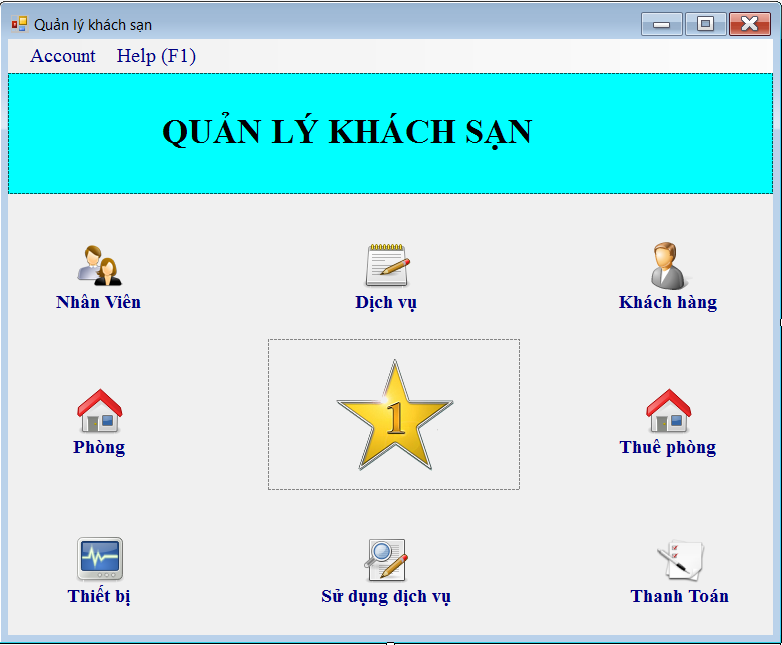 Quản lý khách sạn
Account Help (F1)
QUẢN LÝ KHÁCH SẠN
Nhân Viên Dịch vụ Khách hàng
1
Phòng Thuê phòng
Thiết bị Sử dụng dịch vụ Thanh Toán